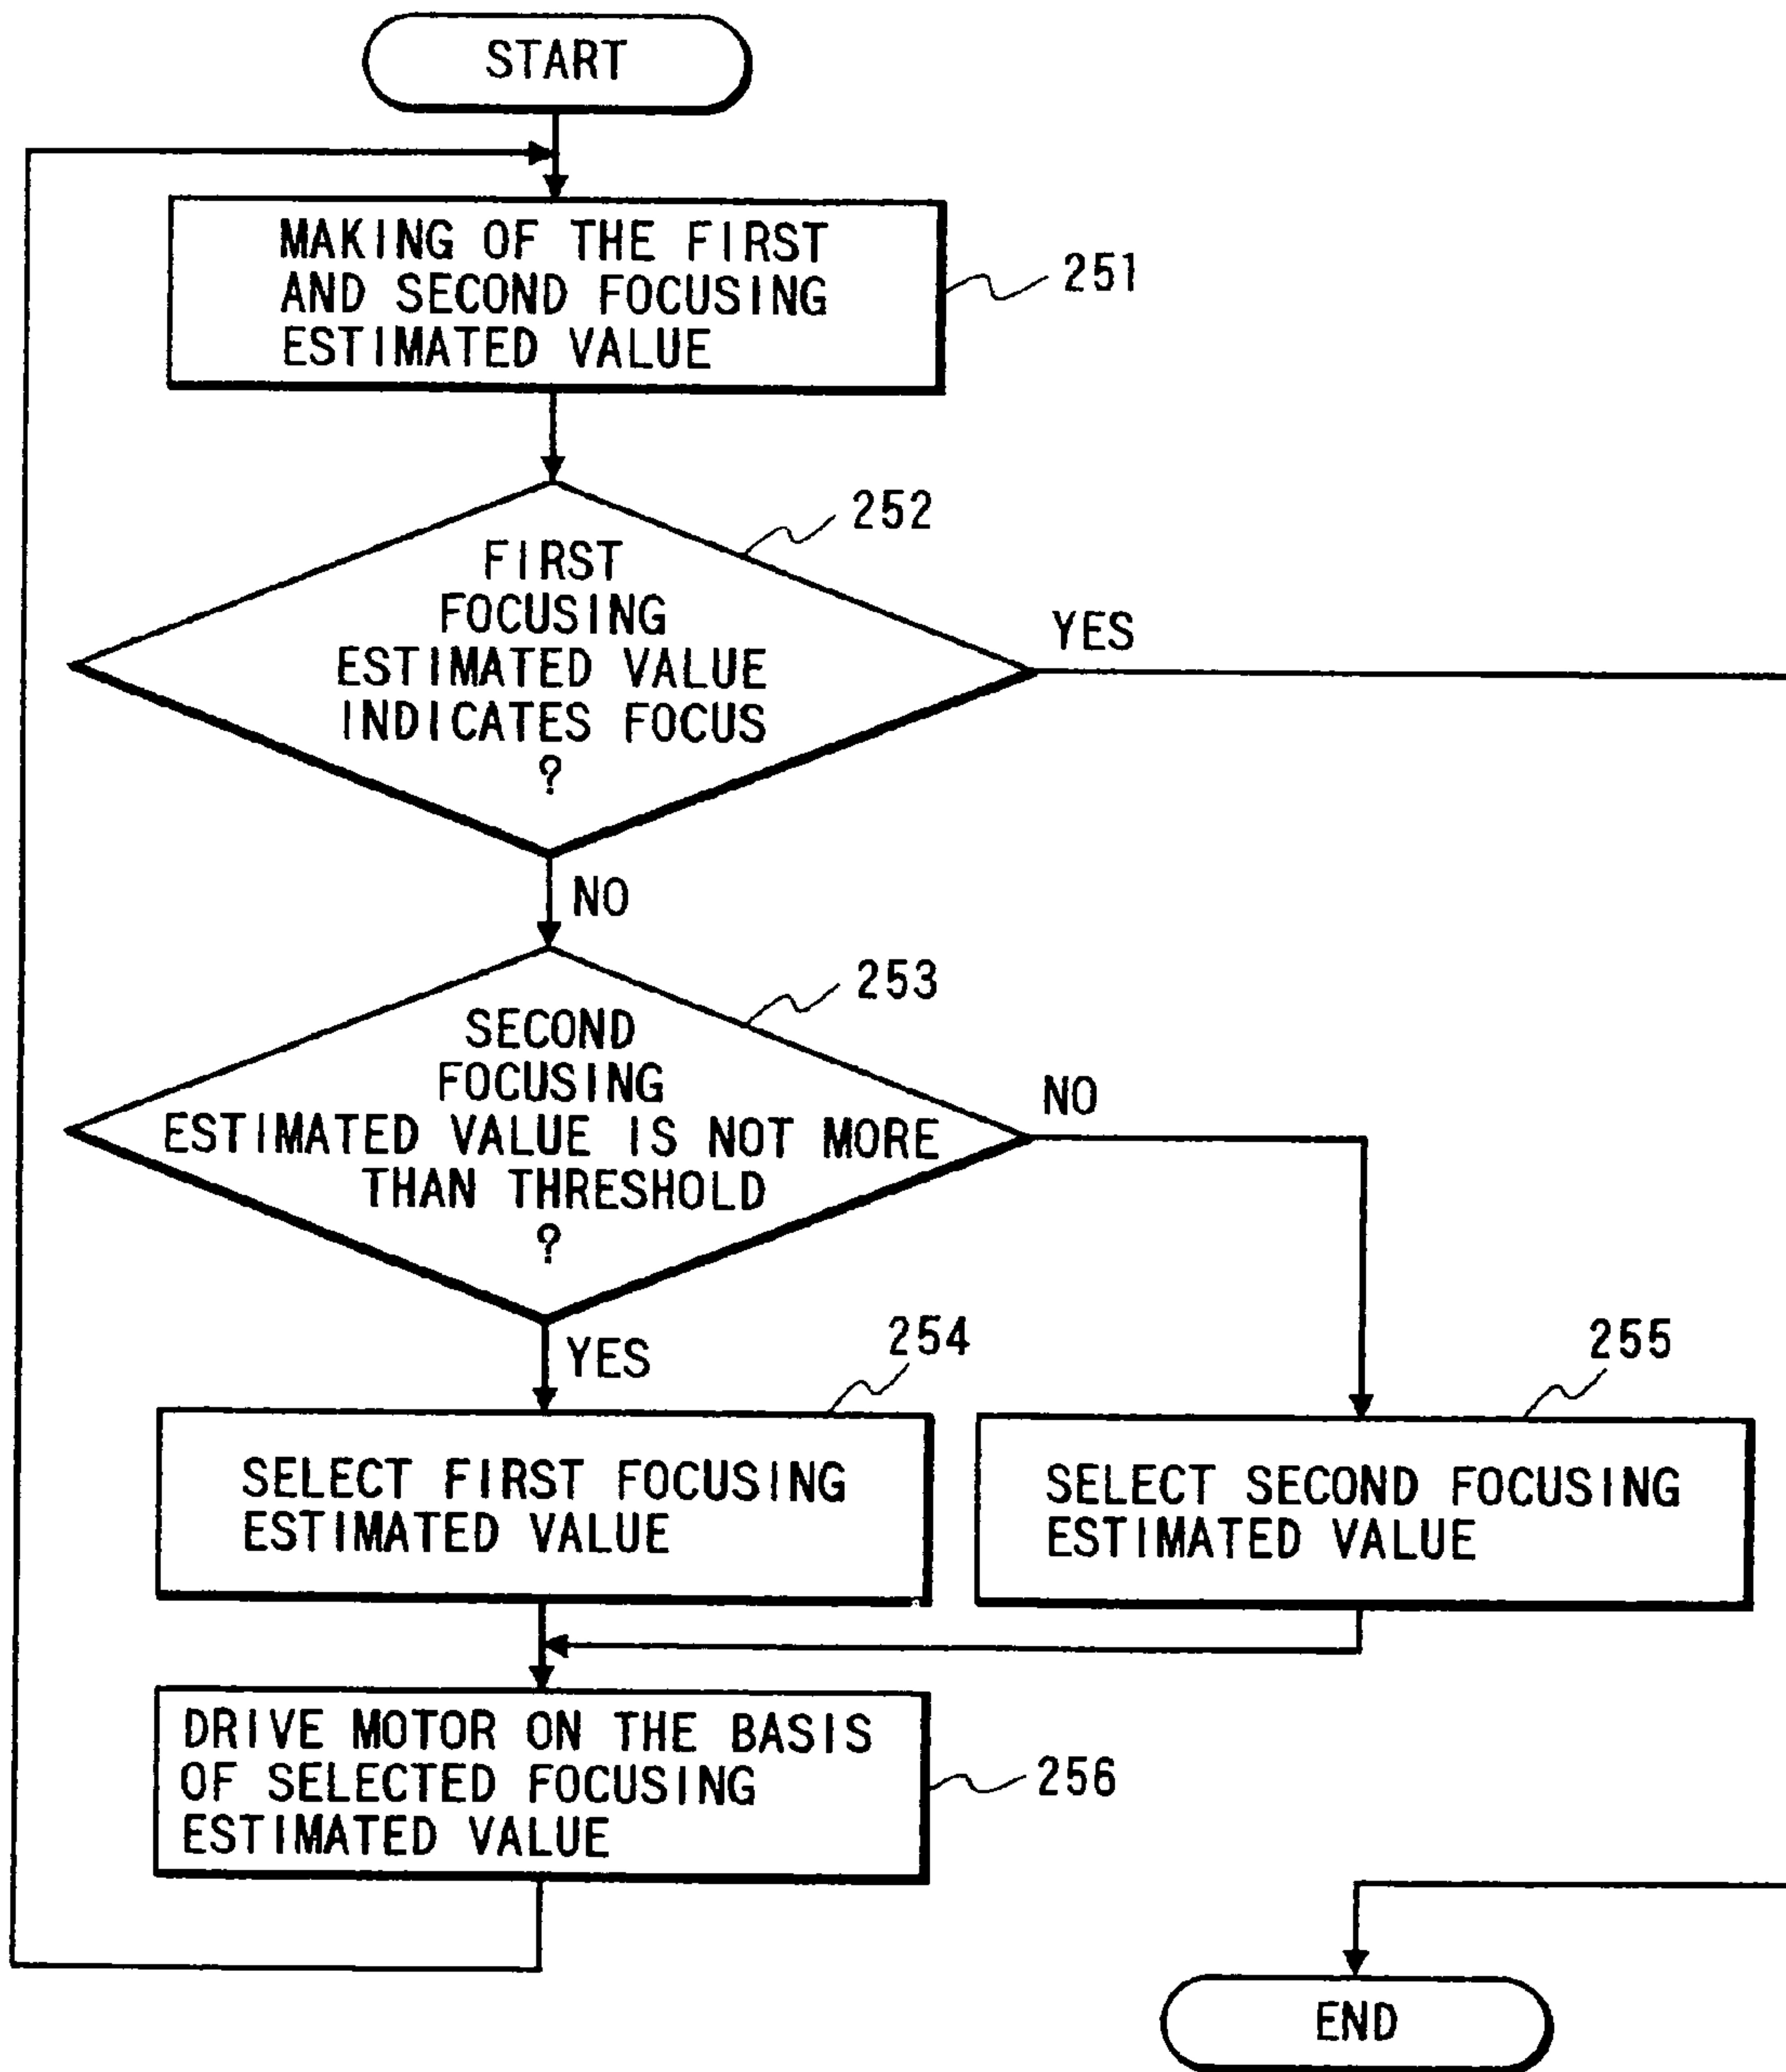 START
MAKING OF THE FIRST
AND SECOND FOCUSING
ESTIMATED VALUE
251
252
FIRST
FOCUSING
ESTIMATED VALUE
INDICATES FOCUS
?
YES
NO
253
SECOND
FOCUSING
ESTIMATED VALUE IS NOT MORE
THAN THRESHOLD
?
NO
YES
254
255
SELECT FIRST FOCUSING
ESTIMATED VALUE
SELECT SECOND FOCUSING
ESTIMATED VALUE
DRIVE MOTOR ON THE BASIS
OF SELECTED FOCUSING
ESTIMATED VALUE
256
END